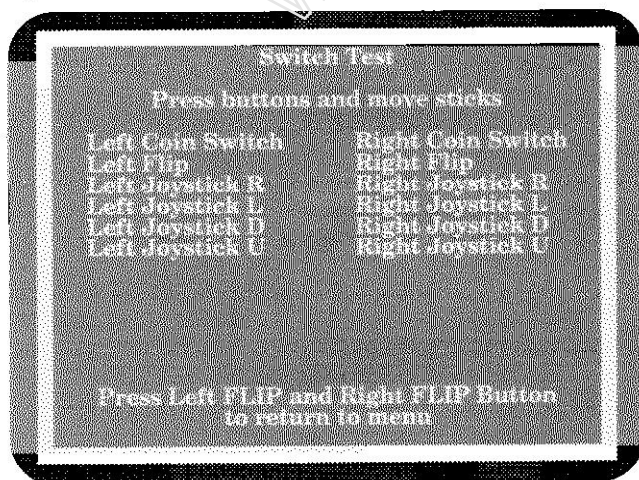 Switch Test
Press buttons and move sticks
Left Coin Switch Right Coin Switch
Left Flip Right Flip
Left Joystick R Right Joystick R
Left Joystick L Right Joystick L
Left Joystick D Right Joystick D
Left Joystick U Right Joystick U
Press Left FLIP and Right FLIP Button
to return to menu